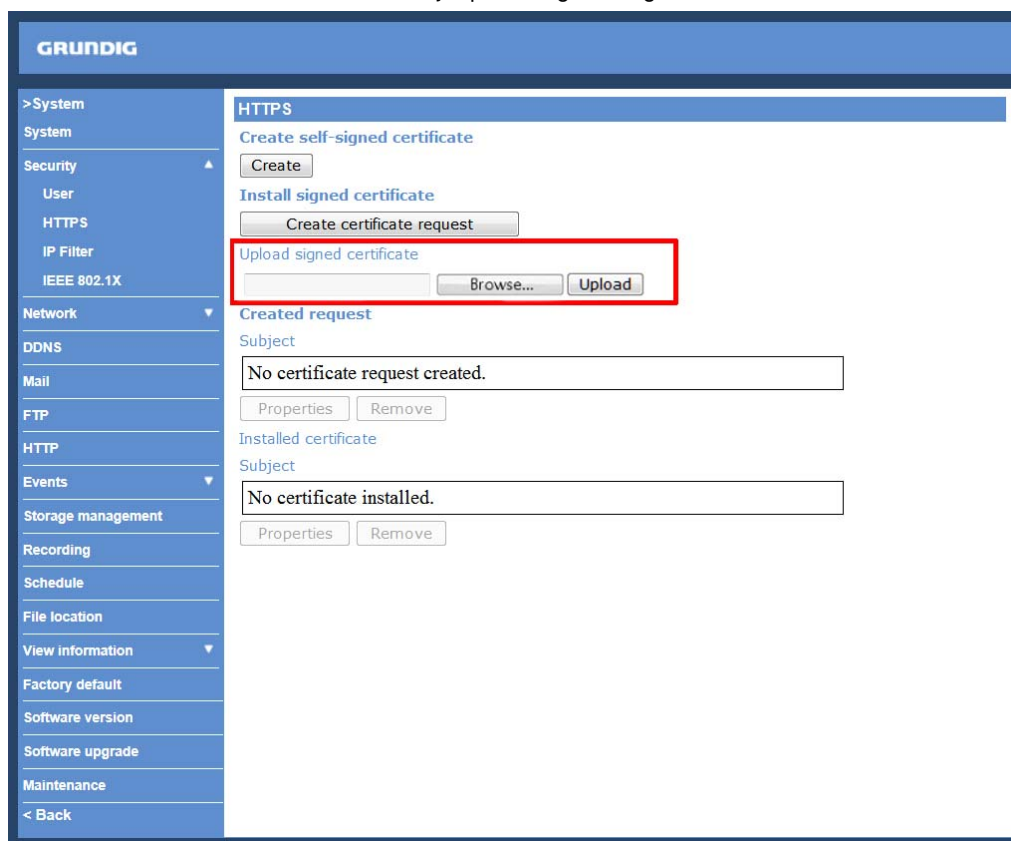 GRUNDIG
>System
System
Security
User
HTTPS
IP Filter
IEEE 802.1X
Network
DDNS
Mail
FTP
HTTP
Events
Storage management
Recording
Schedule
File location
View information
Factory default
Software version
Software upgrade
Maintenance
< Back
HTTPS
Create self-signed certificate
Create
Install signed certificate
Create certificate request
Upload signed certificate
Browse... Upload
Created request
Subject
No certificate request created.
Properties Remove
Installed certificate
Subject
No certificate installed.
Properties Remove